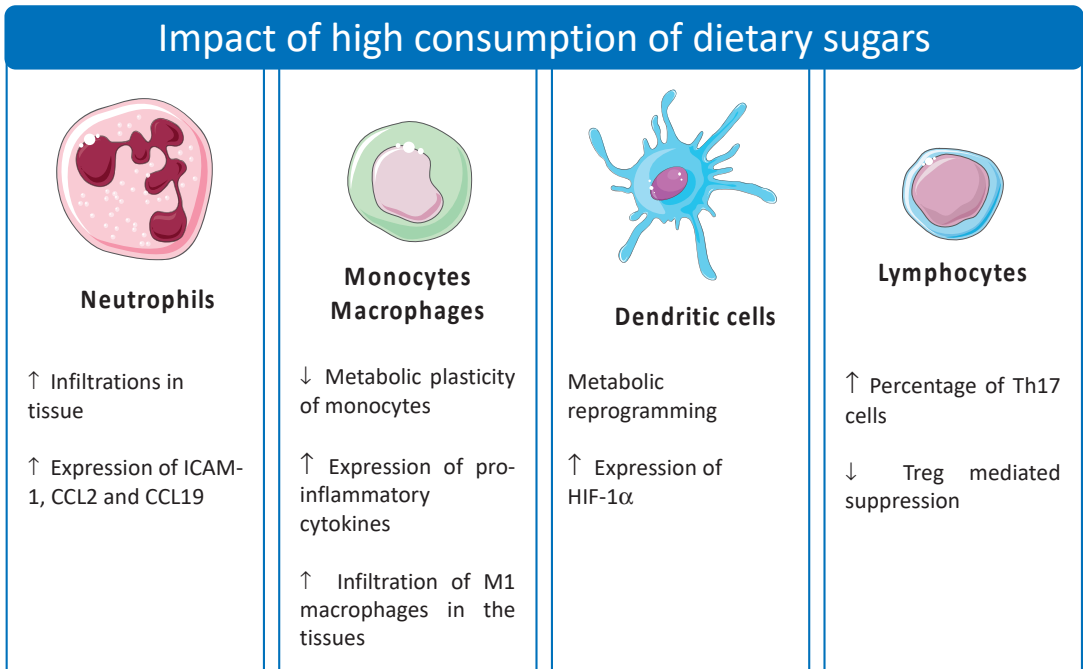 Impact of high consumption of dietary sugars
Neutrophils
↑ Infiltrations in
tissue
↑ Expression of ICAM-
1, CCL2 and CCL19
Monocytes
Macrophages
↓ Metabolic plasticity
of monocytes
↑ Expression of pro-
inflammatory
cytokines
↑ Infiltration of M1
macrophages in the
tissues
Dendritic cells
Metabolic
reprogramming
↑ Expression of
HIF-1α
Lymphocytes
↑ Percentage of Th17
cells
↓ Treg mediated
suppression